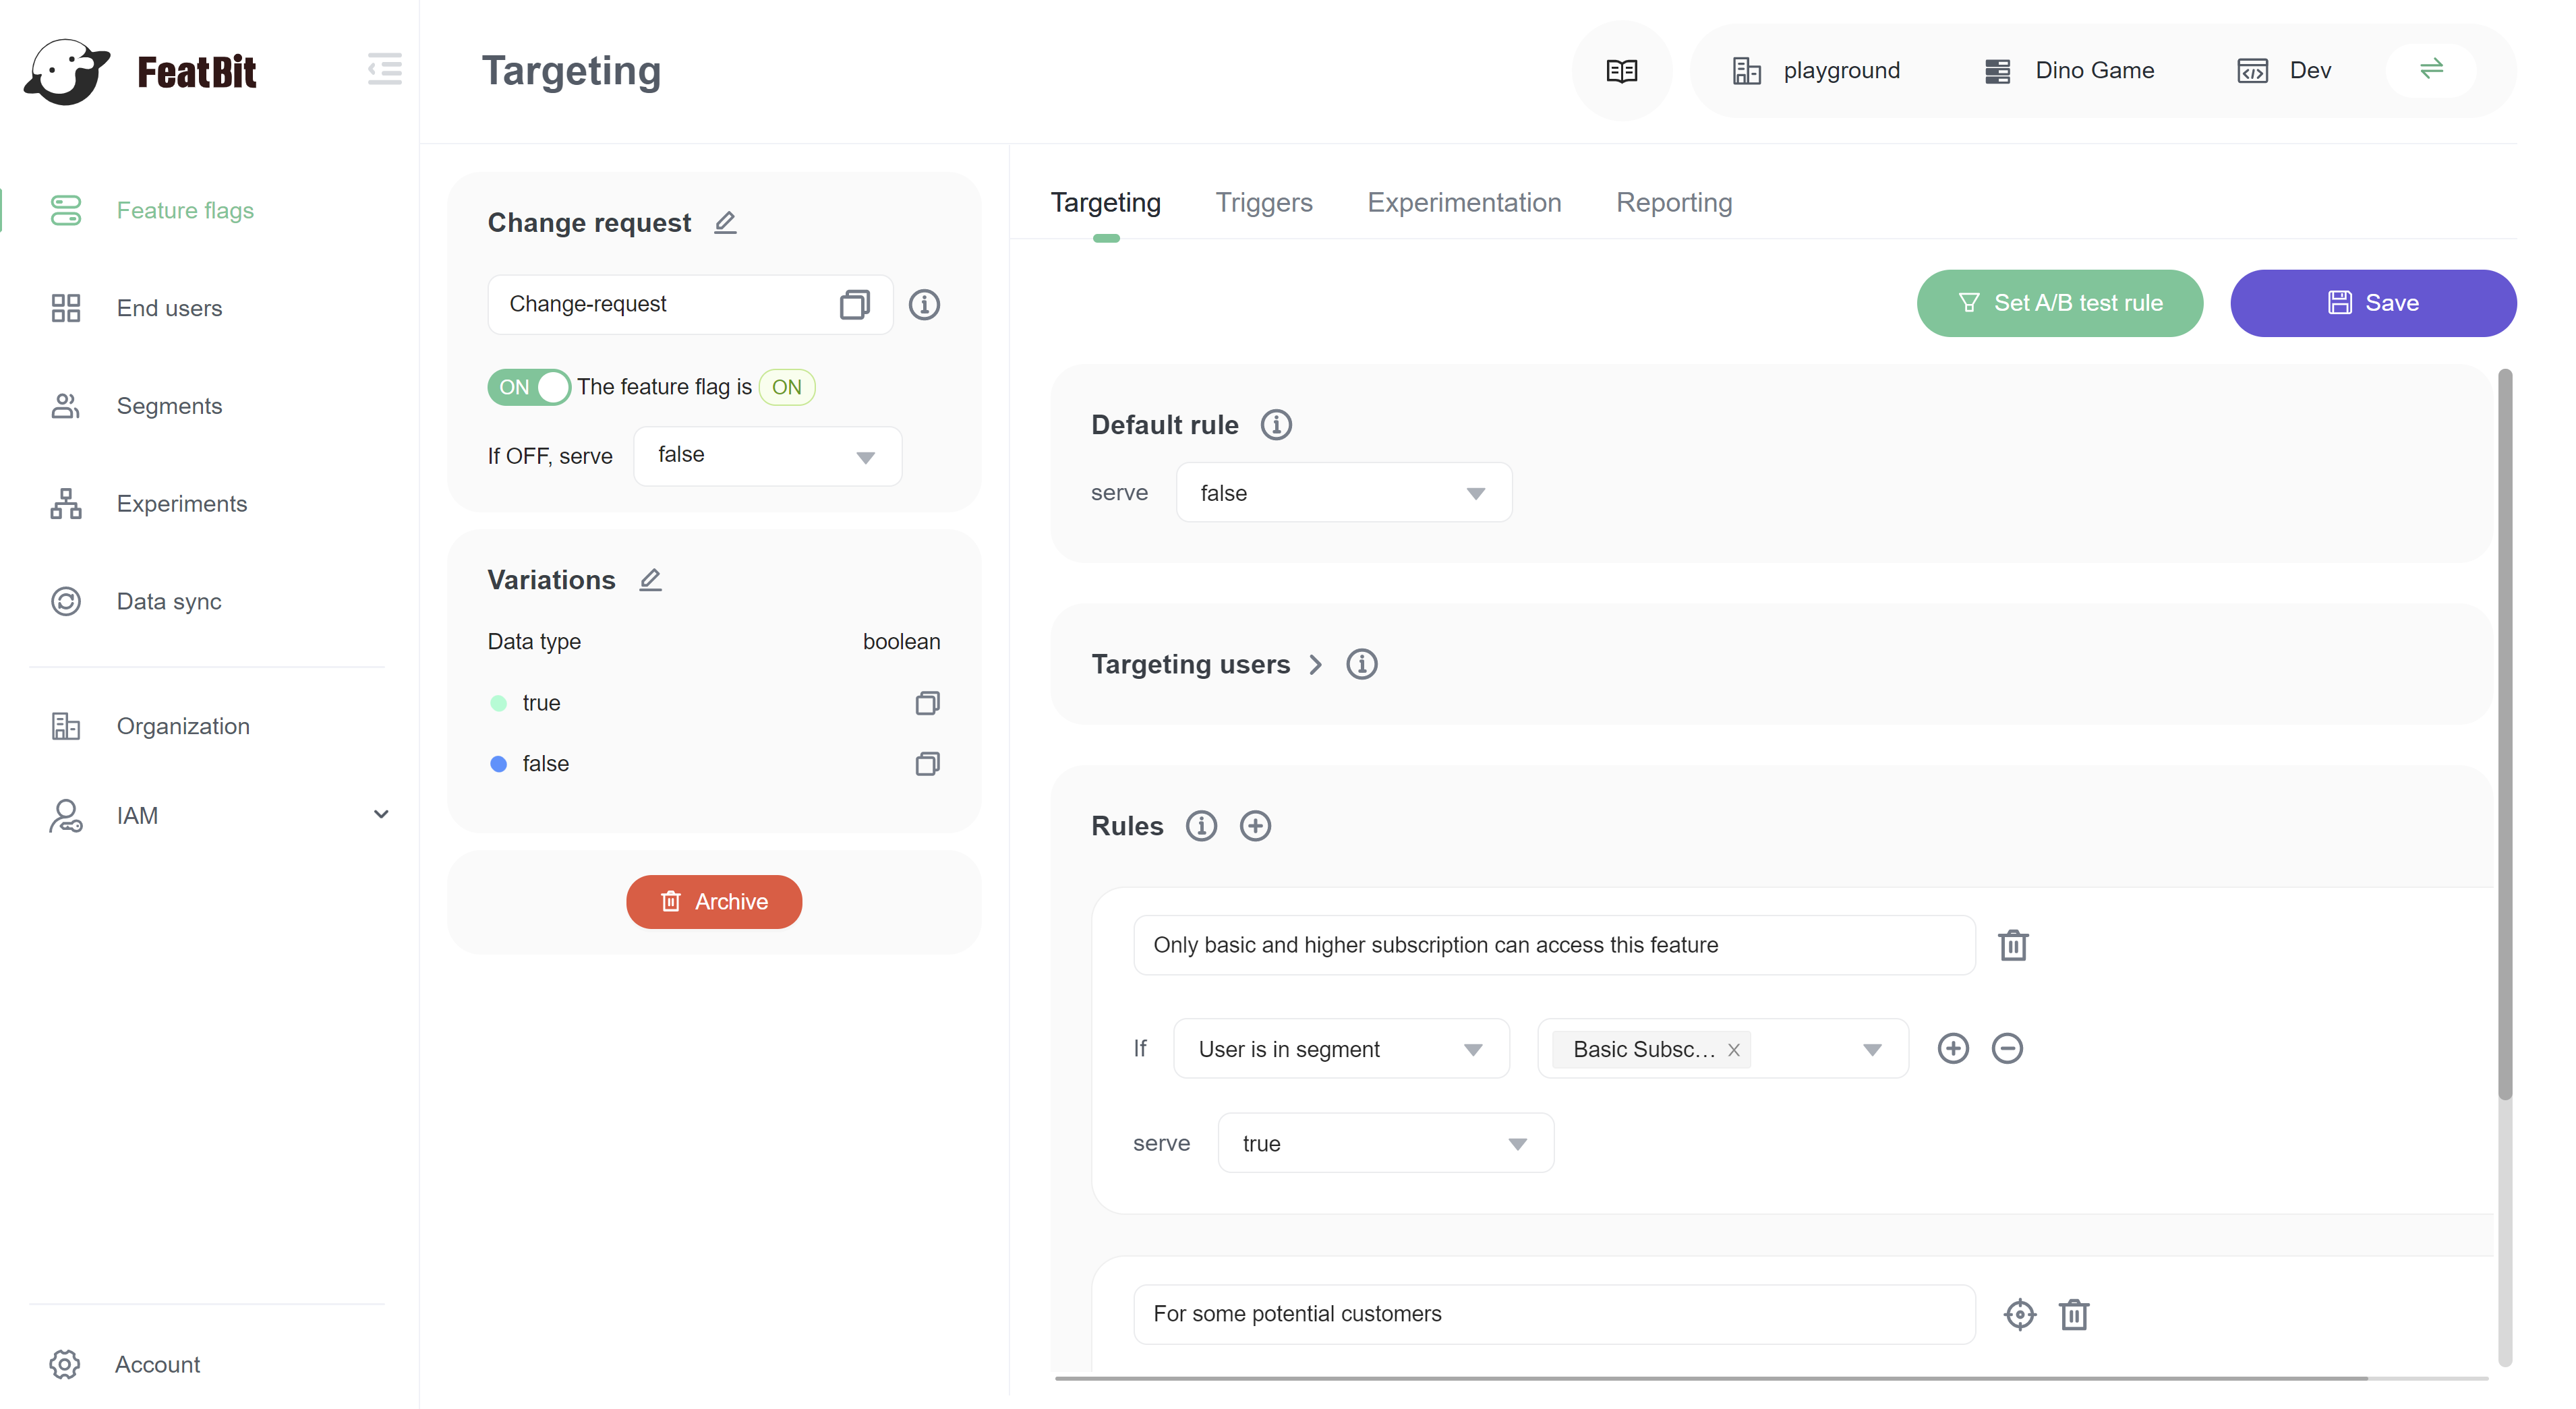 FeatBit
Targeting
playground
Dino Game
Dev
Feature flags
End users
Segments
Experiments
Data sync
Organization
IAM
Account
Change request
Change-request
ON The feature flag is ON
If OFF, serve false
Variations
Data type boolean
true
false
Archive
Targeting Triggers Experimentation Reporting
Set A/B test rule Save
Default rule
serve false
Targeting users
Rules
Only basic and higher subscription can access this feature
If User is in segment Basic Subsc...
serve true
For some potential customers